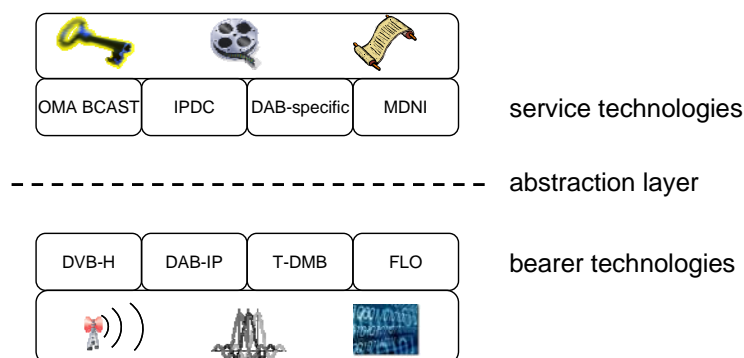 OMA BCAST IPDC DAB-specific MDNI service technologies
abstraction layer
DVB-H DAB-IP T-DMB FLO bearer technologies